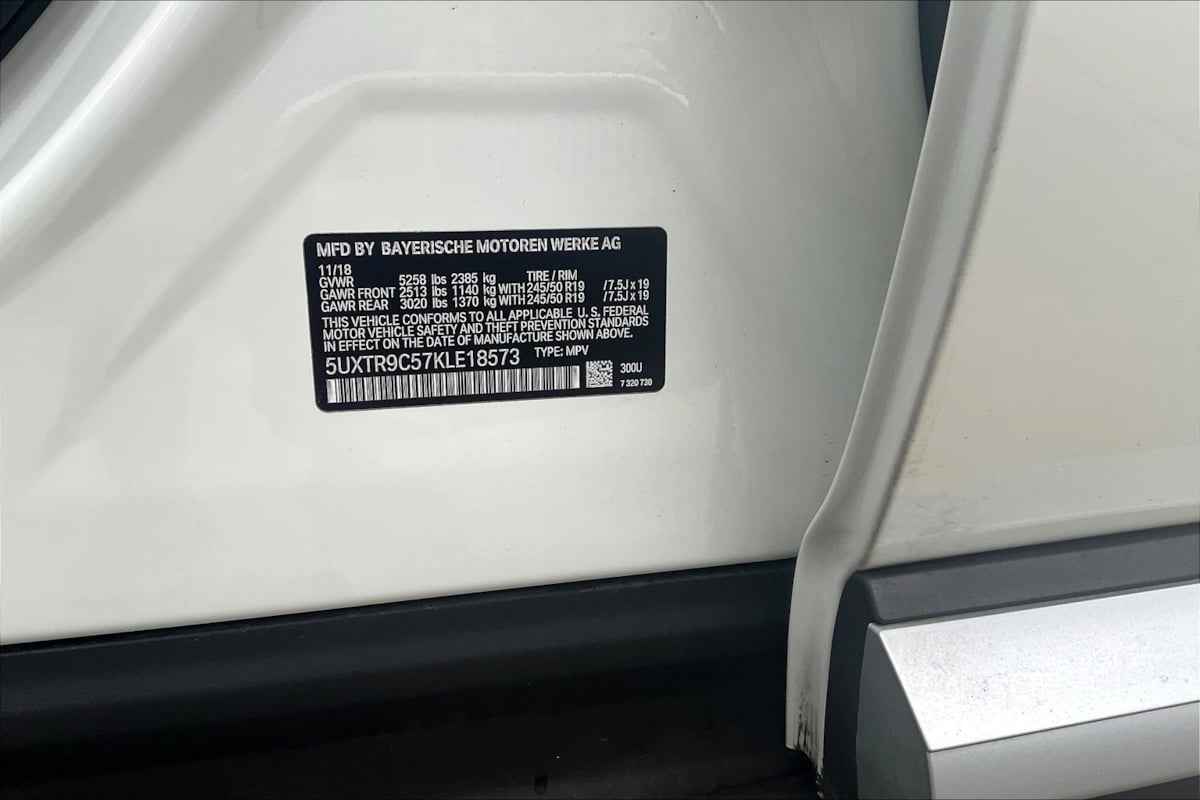 MFD BY BAYERISCHE MOTOREN WERKE AG
11/18 TIRE / RIM
GVWR 5258 lbs 2385 kg
GAWR FRONT 2513 lbs 1140 kg WITH 245/50 R19 /7.5J x 19
GAWR REAR 3020 lbs 1370 kg WITH 245/50 R19 /7.5J x 19
THIS VEHICLE CONFORMS TO ALL APPLICABLE U. S. FEDERAL
MOTOR VEHICLE SAFETY AND THEFT PREVENTION STANDARDS
IN EFFECT ON THE DATE OF MANUFACTURE SHOWN ABOVE.
5UXTR9C57KLE18573 TYPE: MPV
300U
7 320 730